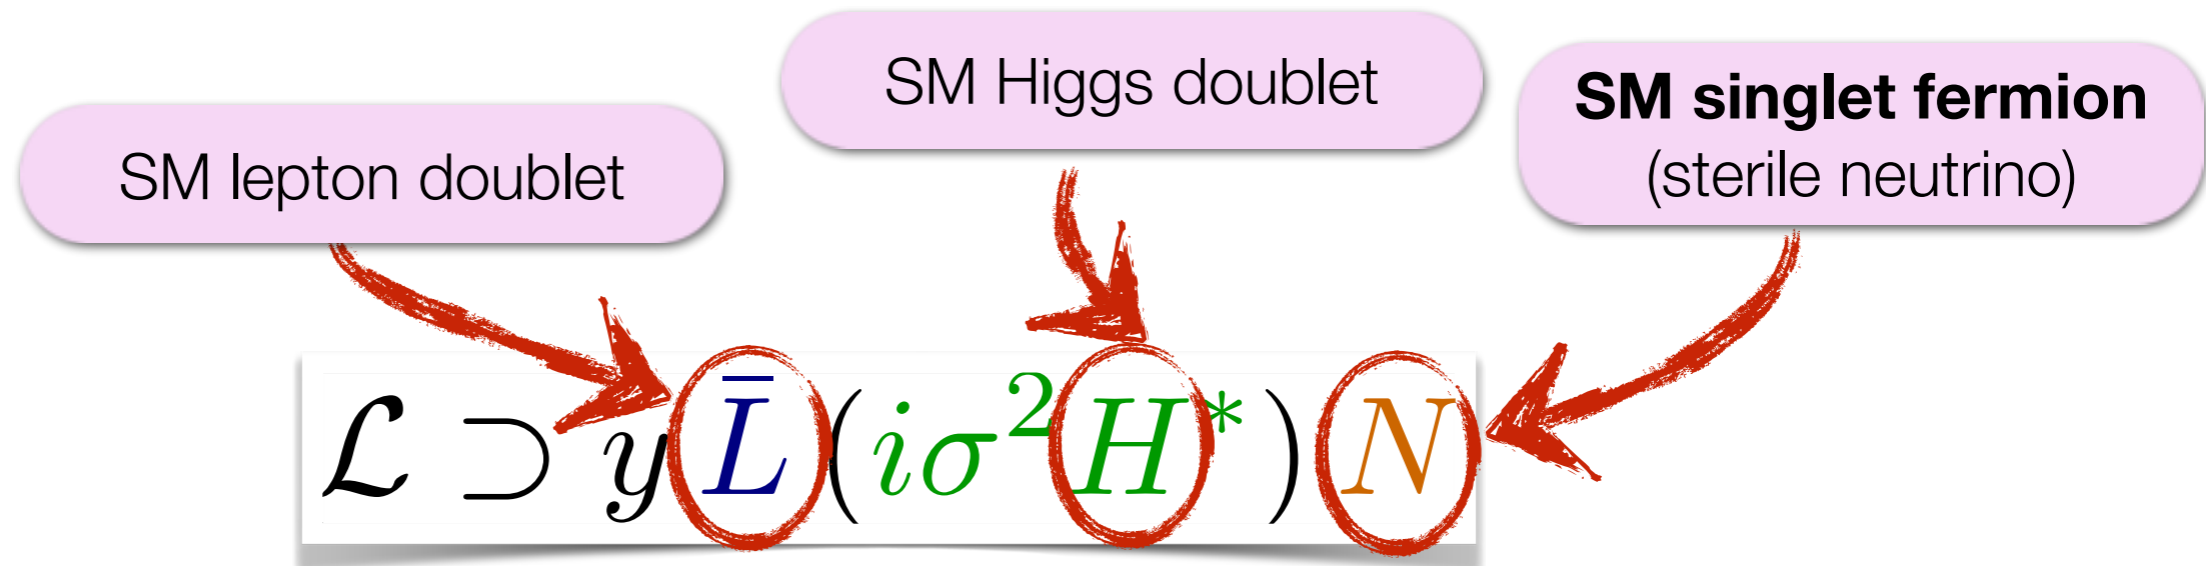 SM lepton doublet
SM Higgs doublet
SM singlet fermion
(sterile neutrino)
ℒ ⊃ y L̅ (iσ²H*) N